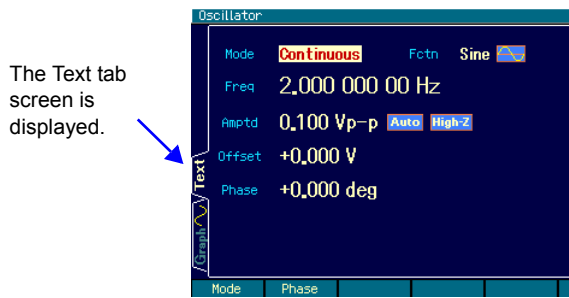 Oscillator
The Text tab
screen is
displayed.
Mode Continuous Fctn Sine
Freq 2.000 000 00 Hz
Amptd 0.100 Vp-p Auto High-Z
Offset +0.000 V
Phase +0.000 deg
Text
Graph
Mode Phase